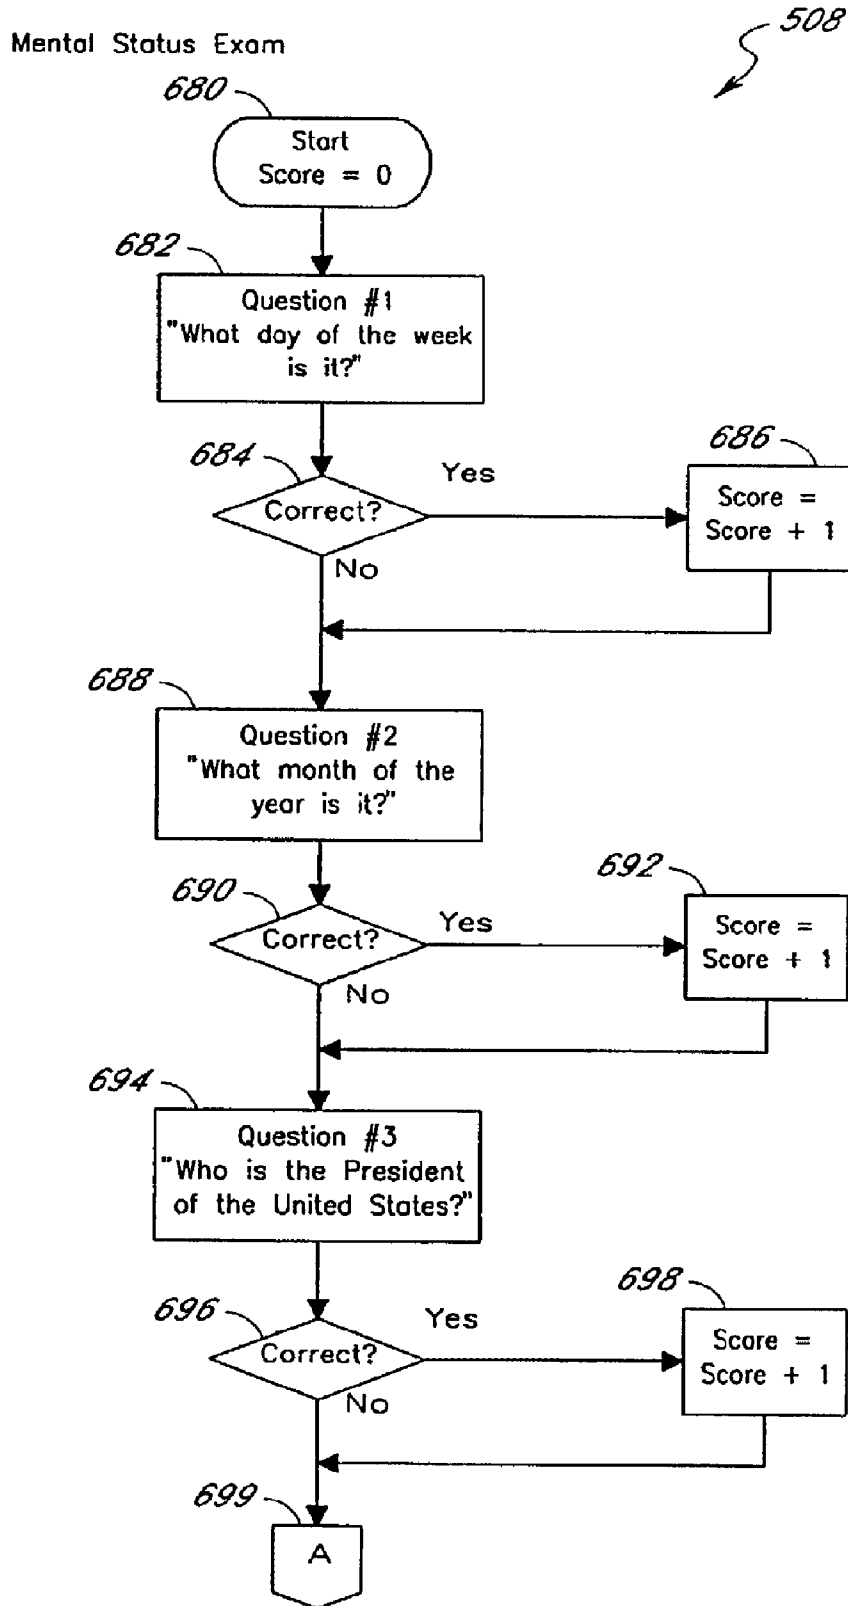 508
Mental Status Exam
680
Start
Score = 0
682
Question #1
"What day of the week
is it?"
684
Correct?
Yes
No
686
Score =
Score + 1
688
Question #2
"What month of the
year is it?"
690
Correct?
Yes
No
692
Score =
Score + 1
694
Question #3
"Who is the President
of the United States?"
696
Correct?
Yes
No
698
Score =
Score + 1
699
A